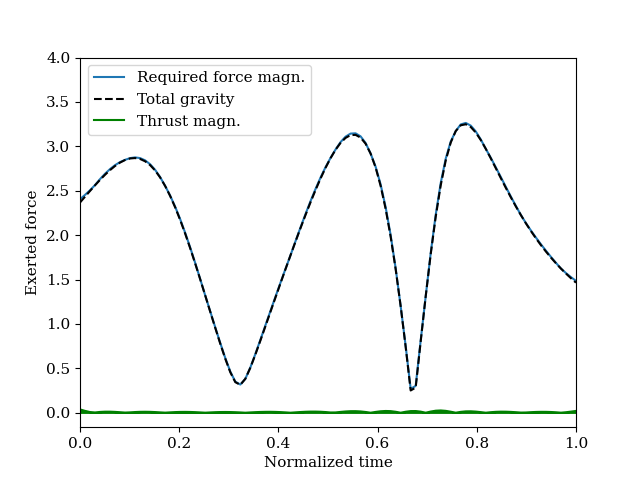 4.0
3.5
3.0
2.5
2.0
1.5
1.0
0.5
0.0
Exerted force
Required force magn.
Total gravity
Thrust magn.
0.0 0.2 0.4 0.6 0.8 1.0
Normalized time